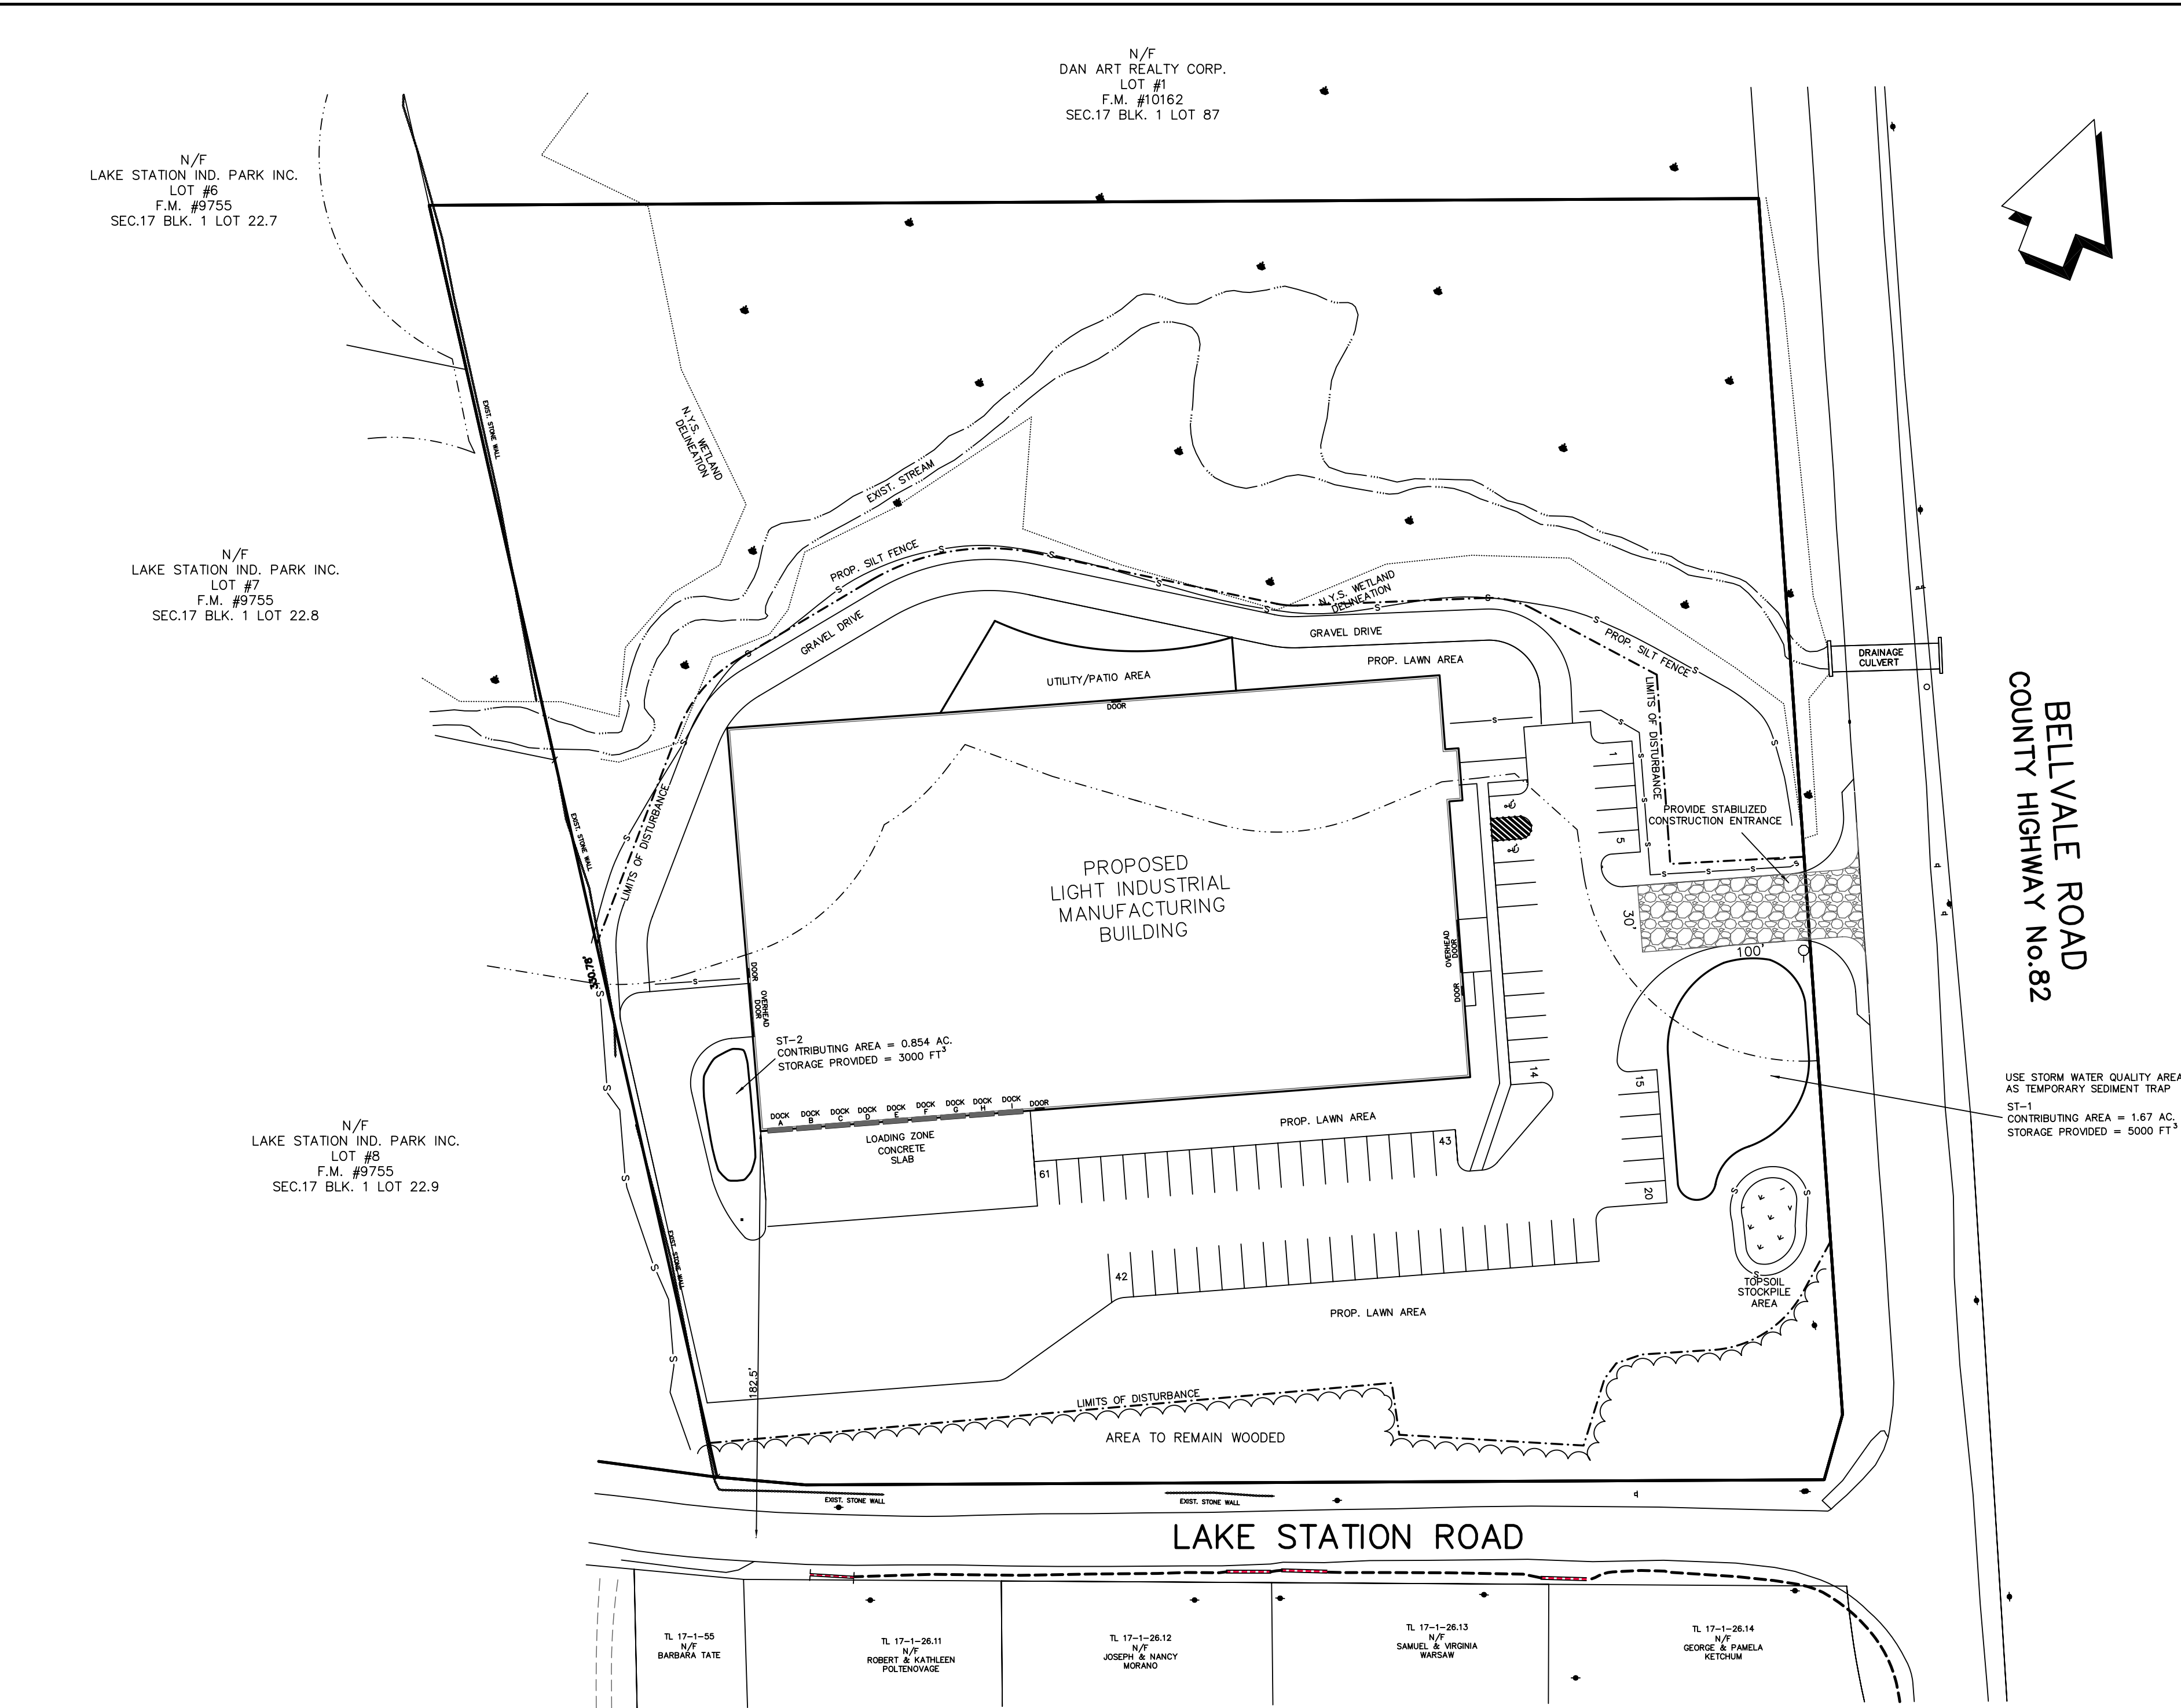 N/F
DAN ART REALTY CORP.
LOT #1
F.M. #10162
SEC.17 BLK. 1 LOT 87
N/F
LAKE STATION IND. PARK INC.
LOT #6
F.M. #9755
SEC.17 BLK. 1 LOT 22.7
EXIST. STONE WALL
N.Y.S. WETLAND
DELINEATION
EXIST. STREAM
N/F
LAKE STATION IND. PARK INC.
LOT #7
F.M. #9755
SEC.17 BLK. 1 LOT 22.8
PROP. SILT FENCE
GRAVEL DRIVE
N.Y.S. WETLAND
DELINEATION
GRAVEL DRIVE
PROP. SILT FENCE
PROP. LAWN AREA
UTILITY/PATIO AREA
DOOR
DRAINAGE
CULVERT
LIMITS OF DISTURBANCE
LIMITS OF DISTURBANCE
EXIST. STONE WALL
1
5
PROVIDE STABILIZED
CONSTRUCTION ENTRANCE
BELLVALE ROAD
COUNTY HIGHWAY No.82
PROPOSED
LIGHT INDUSTRIAL
MANUFACTURING
BUILDING
30'
100'
OVERHEAD
DOOR
DOOR
DOOR
OVERHEAD
DOOR
ST-2
CONTRIBUTING AREA = 0.854 AC.
STORAGE PROVIDED = 3000 FT³
USE STORM WATER QUALITY AREA
AS TEMPORARY SEDIMENT TRAP
ST-1
CONTRIBUTING AREA = 1.67 AC.
STORAGE PROVIDED = 5000 FT³
14
15
20
N/F
LAKE STATION IND. PARK INC.
LOT #8
F.M. #9755
SEC.17 BLK. 1 LOT 22.9
DOCK A
DOCK B
DOCK C
DOCK D
DOCK E
DOCK F
DOCK G
DOCK H
DOCK I
DOOR
LOADING ZONE
CONCRETE
SLAB
PROP. LAWN AREA
61
43
42
EXIST. STONE WALL
TOPSOIL
STOCKPILE
AREA
PROP. LAWN AREA
182.5'
LIMITS OF DISTURBANCE
AREA TO REMAIN WOODED
EXIST. STONE WALL
EXIST. STONE WALL
LAKE STATION ROAD
TL 17-1-55
N/F
BARBARA TATE
TL 17-1-26.11
N/F
ROBERT & KATHLEEN
POLTENOVAGE
TL 17-1-26.12
N/F
JOSEPH & NANCY
MORANO
TL 17-1-26.13
N/F
SAMUEL & VIRGINIA
WARSAW
TL 17-1-26.14
N/F
GEORGE & PAMELA
KETCHUM